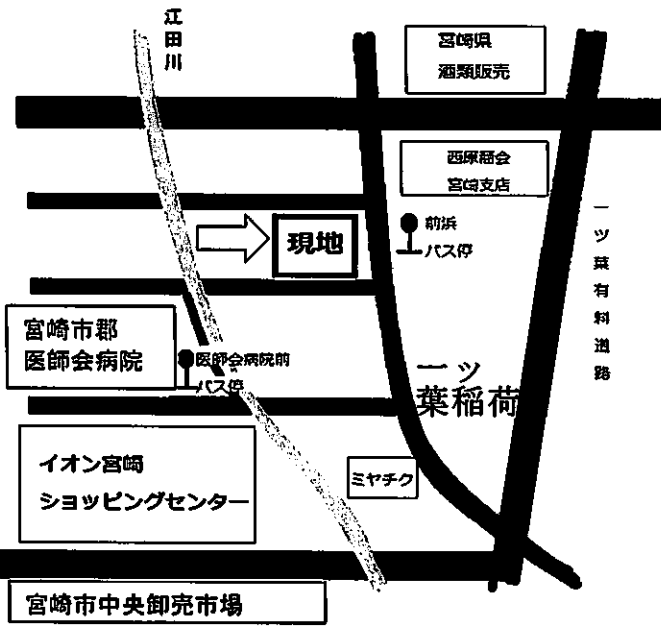 江田川
宮崎県
酒類販売
西原商会
宮崎支店
前浜
バス停
現地
一ツ葉有料道路
宮崎市郡
医師会病院
医師会病院前
バス停
一ツ
葉稲荷
イオン宮崎
ショッピングセンター
ミヤチク
宮崎市中央卸売市場